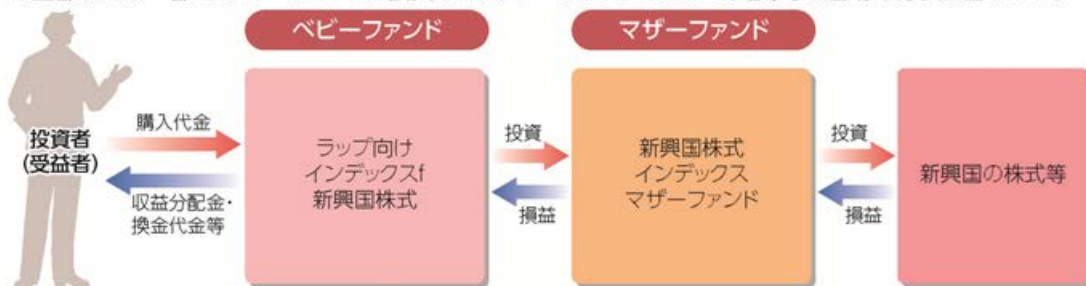 ベビーファンド
マザーファンド
投資者
(受益者)
購入代金
収益分配金・
換金代金等
ラップ向け
インデックスf
新興国株式
投資
損益
新興国株式
インデックス
マザーファンド
投資
損益
新興国の株式等